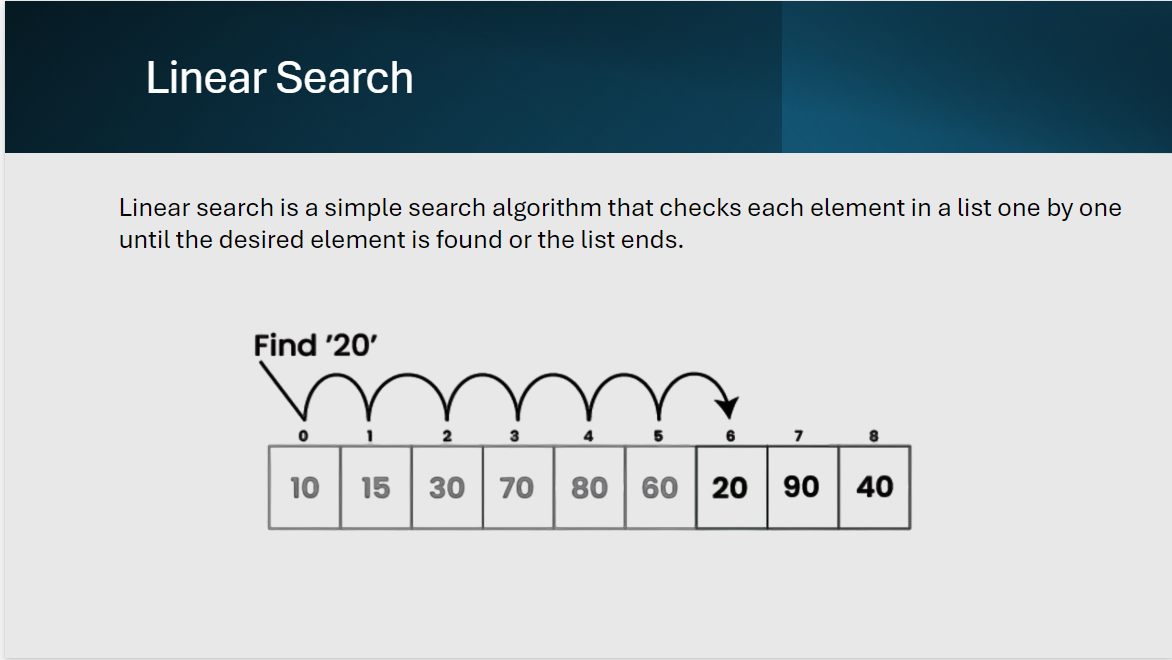 Linear Search
Linear search is a simple search algorithm that checks each element in a list one by one
until the desired element is found or the list ends.
Find '20'
0 1 2 3 4 5 6 7 8
10 15 30 70 80 60 20 90 40